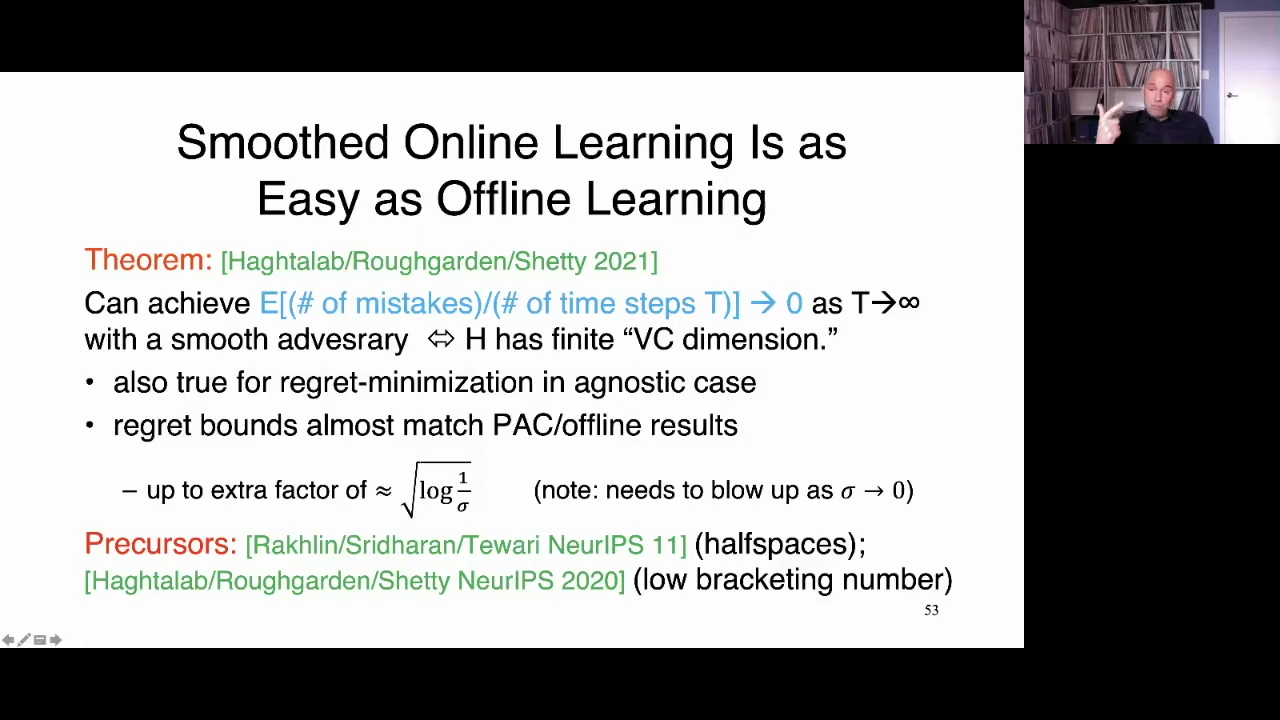 Smoothed Online Learning Is as
Easy as Offline Learning
Theorem: [Haghtalab/Roughgarden/Shetty 2021]
Can achieve E[(# of mistakes)/(# of time steps T)] → 0 as T→∞
with a smooth advesrary ⇔ H has finite “VC dimension.”
• also true for regret-minimization in agnostic case
• regret bounds almost match PAC/offline results
– up to extra factor of ≈ √(log 1/σ) (note: needs to blow up as σ → 0)
Precursors: [Rakhlin/Sridharan/Tewari NeurIPS 11] (halfspaces);
[Haghtalab/Roughgarden/Shetty NeurIPS 2020] (low bracketing number)
53